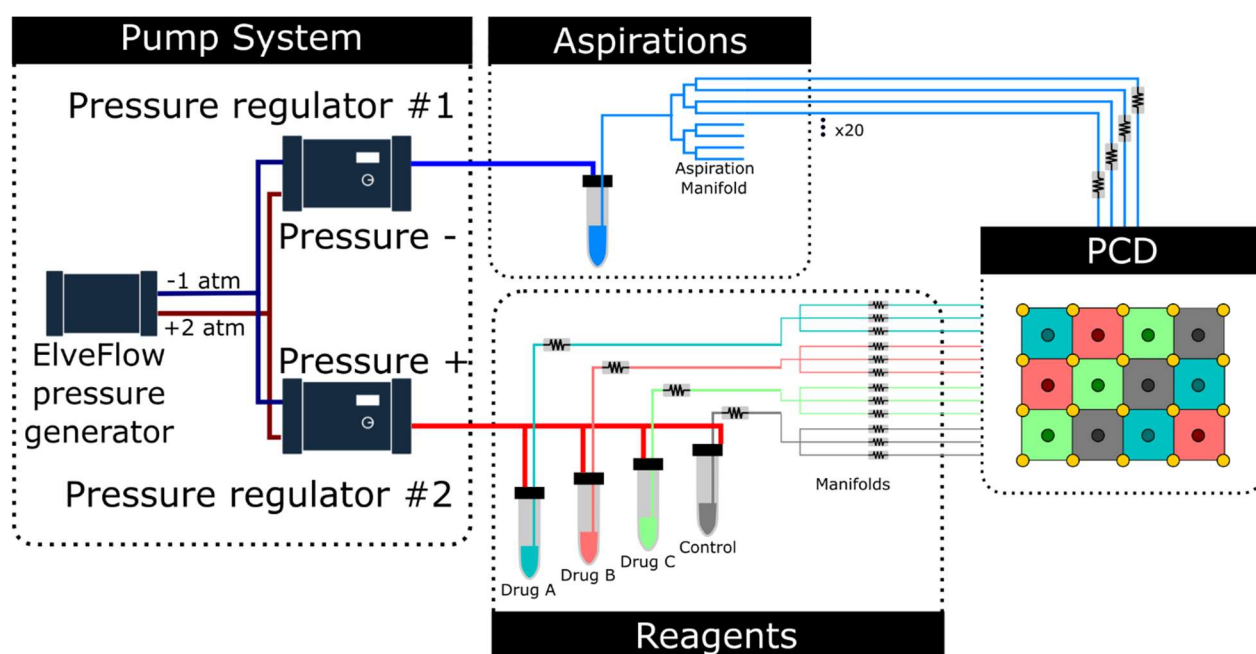 Pump System
Pressure regulator #1
Pressure -
-1 atm
+2 atm
ElveFlow
pressure
generator
Pressure +
Pressure regulator #2
Aspirations
Aspiration
Manifold
x20
PCD
Manifolds
Drug A
Drug B
Drug C
Control
Reagents